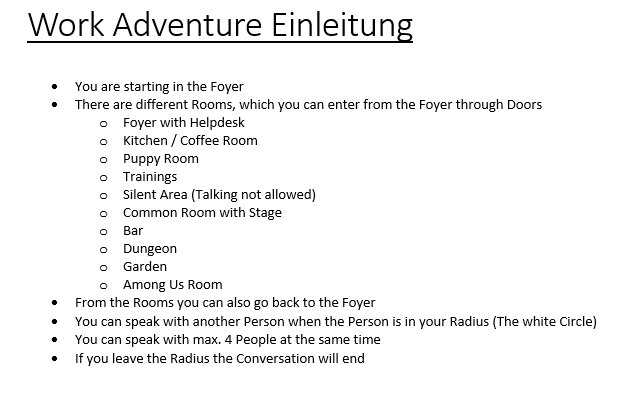 Work Adventure Einleitung
• You are starting in the Foyer
• There are different Rooms, which you can enter from the Foyer through Doors
o Foyer with Helpdesk
o Kitchen / Coffee Room
o Puppy Room
o Trainings
o Silent Area (Talking not allowed)
o Common Room with Stage
o Bar
o Dungeon
o Garden
o Among Us Room
• From the Rooms you can also go back to the Foyer
• You can speak with another Person when the Person is in your Radius (The white Circle)
• You can speak with max. 4 People at the same time
• If you leave the Radius the Conversation will end